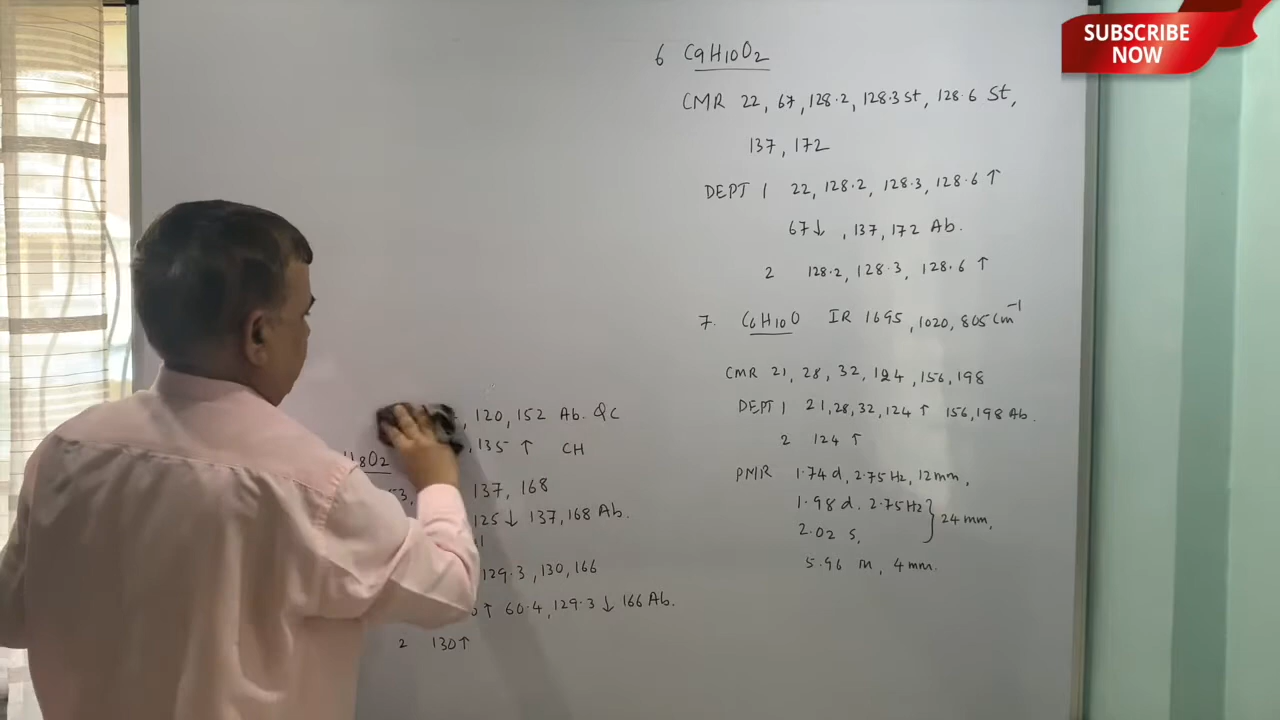 SUBSCRIBE
NOW
6 C9H10O2
CMR 22, 67, 128.2, 128.3 st, 128.6 St,
137, 172
DEPT 1 22, 128.2, 128.3, 128.6 ↑
67 ↓ , 137, 172 Ab.
2 128.2, 128.3, 128.6 ↑
7. C6H10O IR 1695, 1020, 805 Cm⁻¹
CMR 21, 28, 32, 124, 156, 198
DEPT 1 21, 28, 32, 124 ↑ 156, 198 Ab.
2 124 ↑
PMR 1.74 d, 2.75 Hz, 12 mm,
1.98 d. 2.75 Hz } 24 mm,
2.02 s,
5.96 m, 4 mm.
, 120, 152 Ab. QC
, 135 ↑ CH
8O2
53, 137, 168
125 ↓ 137, 168 Ab.
129.3, 130, 166
↑ 60.4, 129.3 ↓ 166 Ab.
2 130 ↑